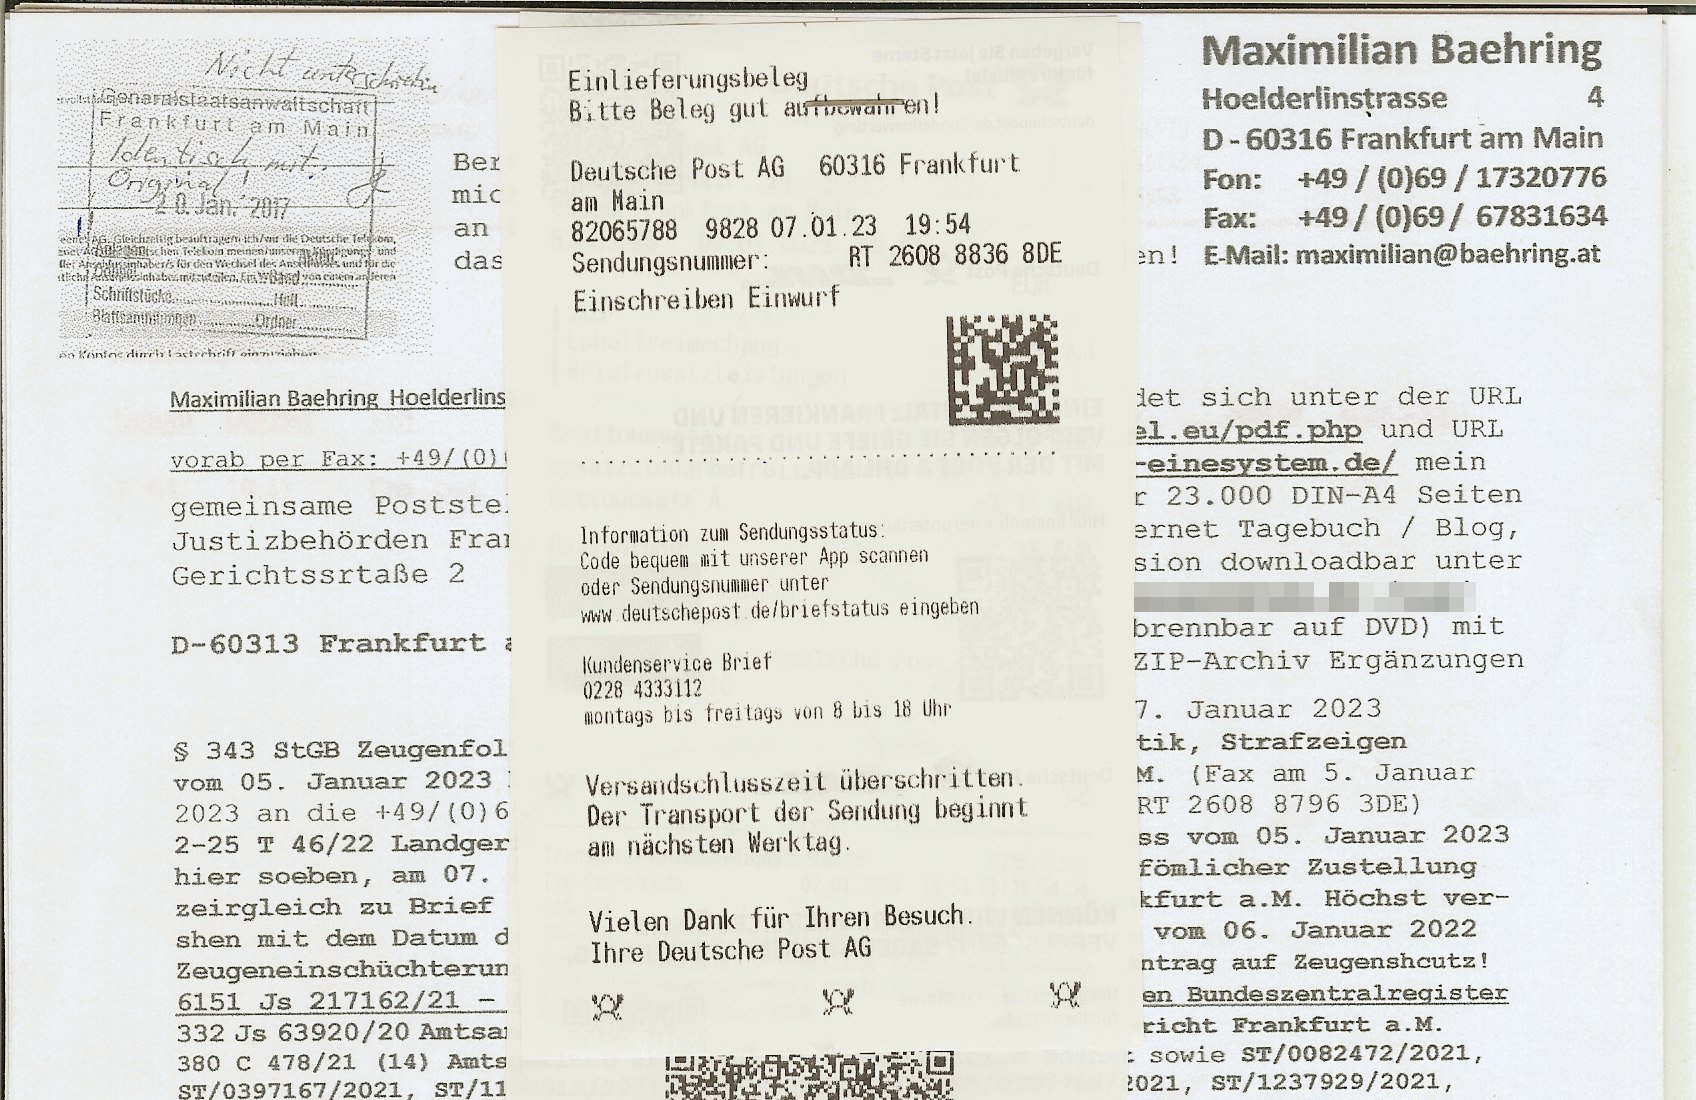 Nicht unterschrieben
Generalstaatsanwaltschaft
Frankfurt am Main
Identisch mit
Original!
20. Jan. 2017
Schriftstücke Heft
Blattsammlungen Ordner
Ber
mic
an
das
en!
Maximilian Baehring
Hoelderlinstrasse 4
D - 60316 Frankfurt am Main
Fon: +49 / (0)69 / 17320776
Fax: +49 / (0)69 / 67831634
E-Mail: maximilian@baehring.at
Einlieferungsbeleg
Bitte Beleg gut aufbewahren!
Deutsche Post AG 60316 Frankfurt
am Main
82065788 9828 07.01.23 19:54
Sendungsnummer: RT 2608 8836 8DE
Einschreiben Einwurf
Information zum Sendungsstatus:
Code bequem mit unserer App scannen
oder Sendungsnummer unter
www.deutschepost.de/briefstatus eingeben
Kundenservice Brief
0228 4333112
montags bis freitags von 8 bis 18 Uhr
Versandschlusszeit überschritten.
Der Transport der Sendung beginnt
am nächsten Werktag.
Vielen Dank für Ihren Besuch.
Ihre Deutsche Post AG
Maximilian Baehring Hoelderlins
vorab per Fax: +49/(0)
gemeinsame Postste
Justizbehörden Fra
Gerichtssrtaße 2
D-60313 Frankfurt a
§ 343 StGB Zeugenfol
vom 05. Januar 2023
2023 an die +49/(0)6
2-25 T 46/22 Landger
hier soeben, am 07.
zeirgleich zu Brief
shen mit dem Datum d
Zeugeneinschüchterun
6151 Js 217162/21 –
332 Js 63920/20 Amtsa
380 C 478/21 (14) Amts
ST/0397167/2021, ST/11
det sich unter der URL
el.eu/pdf.php und URL
-einesystem.de/ mein
r 23.000 DIN-A4 Seiten
ernet Tagebuch / Blog,
sion downloadbar unter
brennbar auf DVD) mit
ZIP-Archiv Ergänzungen
7. Januar 2023
tik, Strafzeigen
M. (Fax am 5. Januar
RT 2608 8796 3DE)
ss vom 05. Januar 2023
fömlicher Zustellung
kfurt a.M. Höchst ver-
vom 06. Januar 2022
ntrag auf Zeugenshcutz!
en Bundeszentralregister
richt Frankfurt a.M.
sowie ST/0082472/2021,
2021, ST/1237929/2021,